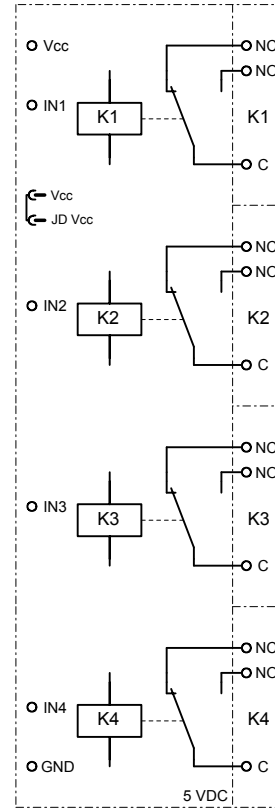 Vcc
NC
NO
IN1
K1
K1
C
Vcc
JD Vcc
NC
NO
IN2
K2
K2
C
NC
NO
IN3
K3
K3
C
NC
NO
IN4
K4
K4
GND
C
5 VDC